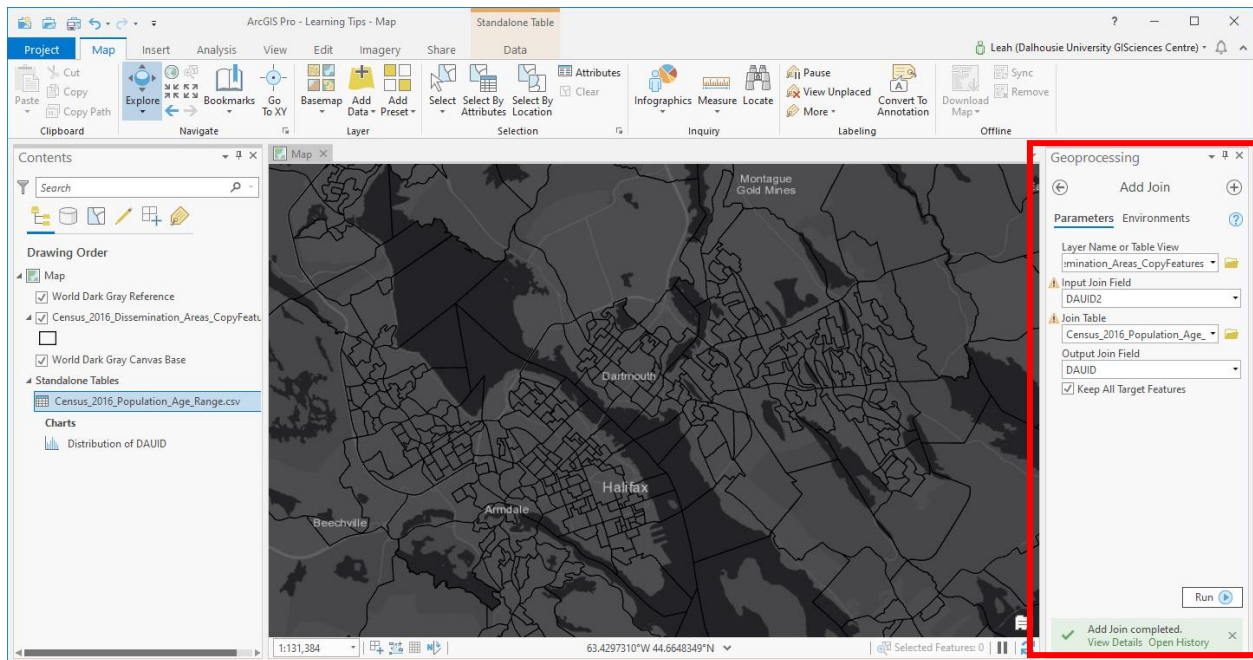 ArcGIS Pro - Learning Tips - Map
Standalone Table
?
Project Map Insert Analysis View Edit Imagery Share Data
Leah (Dalhousie University GISciences Centre)
Cut
Copy
Copy Path
Paste
Clipboard
Explore
Bookmarks
Go To XY
Navigate
Basemap
Add Data
Add Preset
Layer
Select
Select By Attributes
Select By Location
Attributes
Clear
Selection
Infographics
Measure
Locate
Inquiry
Pause
View Unplaced
More
Convert To Annotation
Labeling
Download Map
Sync
Remove
Offline
Contents
Search
Drawing Order
Map
World Dark Gray Reference
Census_2016_Dissemination_Areas_CopyFeatu
World Dark Gray Canvas Base
Standalone Tables
Census_2016_Population_Age_Range.csv
Charts
Distribution of DAUID
Map
Montague
Gold Mines
Dartmouth
Halifax
Armdale
Beechville
1:131,384
63.4297310°W 44.6648349°N
Selected Features: 0
Geoprocessing
Add Join
Parameters Environments
?
Layer Name or Table View
mination_Areas_CopyFeatures
Input Join Field
DAUID2
Join Table
Census_2016_Population_Age_
Output Join Field
DAUID
Keep All Target Features
Run
Add Join completed.
View Details Open History